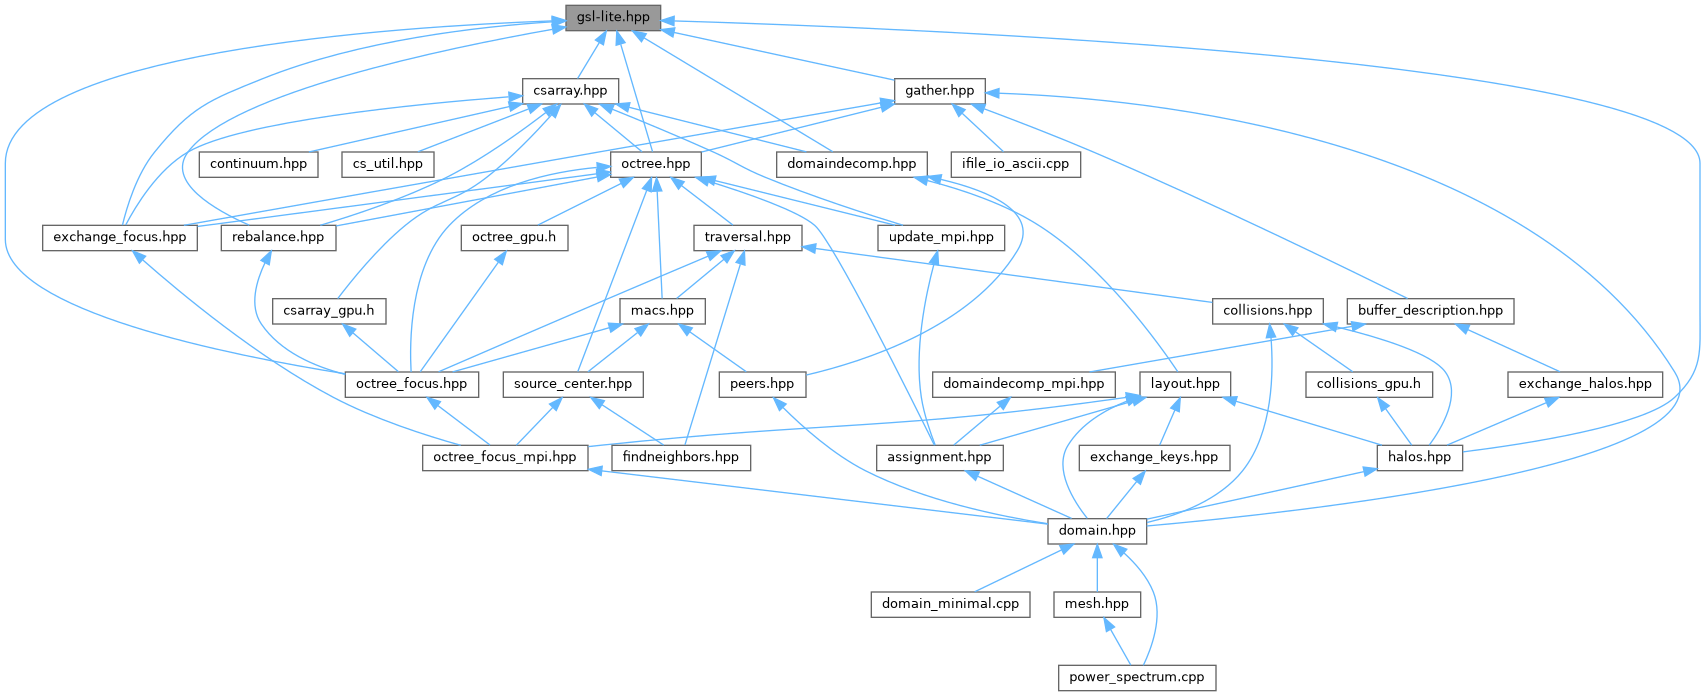 gsl-lite.hpp
csarray.hpp
gather.hpp
continuum.hpp
cs_util.hpp
octree.hpp
domaindecomp.hpp
ifile_io_ascii.cpp
exchange_focus.hpp
rebalance.hpp
octree_gpu.h
traversal.hpp
update_mpi.hpp
csarray_gpu.h
macs.hpp
collisions.hpp
buffer_description.hpp
octree_focus.hpp
source_center.hpp
peers.hpp
domaindecomp_mpi.hpp
layout.hpp
collisions_gpu.h
exchange_halos.hpp
octree_focus_mpi.hpp
findneighbors.hpp
assignment.hpp
exchange_keys.hpp
halos.hpp
domain.hpp
domain_minimal.cpp
mesh.hpp
power_spectrum.cpp